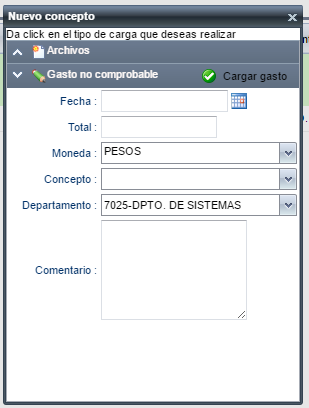 Nuevo concepto
Da click en el tipo de carga que deseas realizar
Archivos
Gasto no comprobable Cargar gasto
Fecha :
Total :
Moneda : PESOS
Concepto :
Departamento : 7025-DPTO. DE SISTEMAS
Comentario :